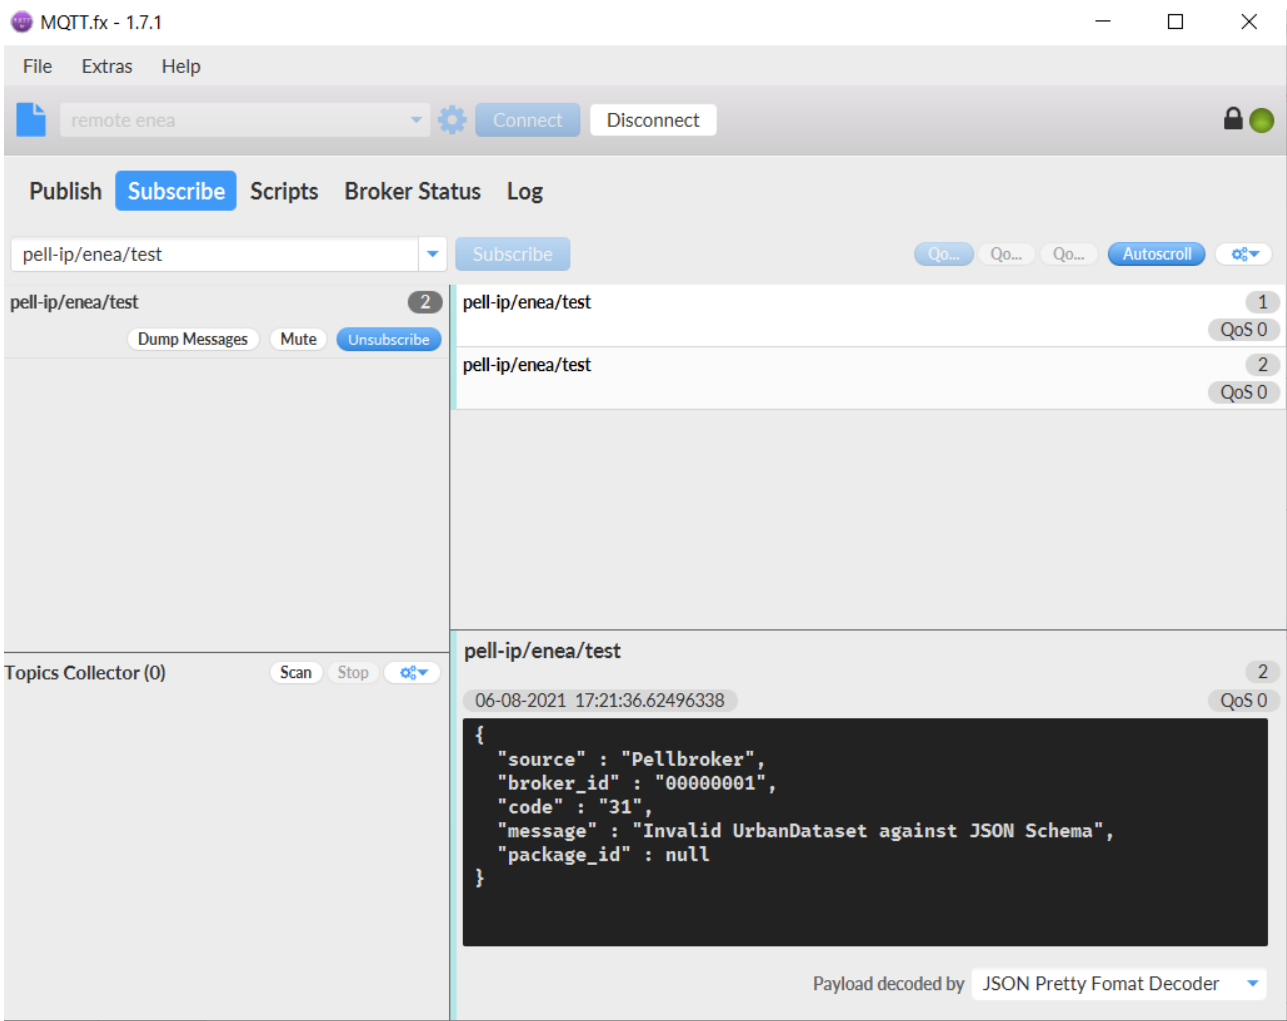 MQTT.fx - 1.7.1
File Extras Help
remote enea Connect Disconnect
Publish Subscribe Scripts Broker Status Log
pell-ip/enea/test Subscribe Qo... Qo... Qo... Autoscroll
pell-ip/enea/test 2
Dump Messages Mute Unsubscribe
pell-ip/enea/test 1
QoS 0
pell-ip/enea/test 2
QoS 0
Topics Collector (0) Scan Stop
pell-ip/enea/test
2
06-08-2021 17:21:36.62496338 QoS 0
{
"source" : "Pellbroker",
"broker_id" : "00000001",
"code" : "31",
"message" : "Invalid UrbanDataset against JSON Schema",
"package_id" : null
}
Payload decoded by JSON Pretty Fomat Decoder